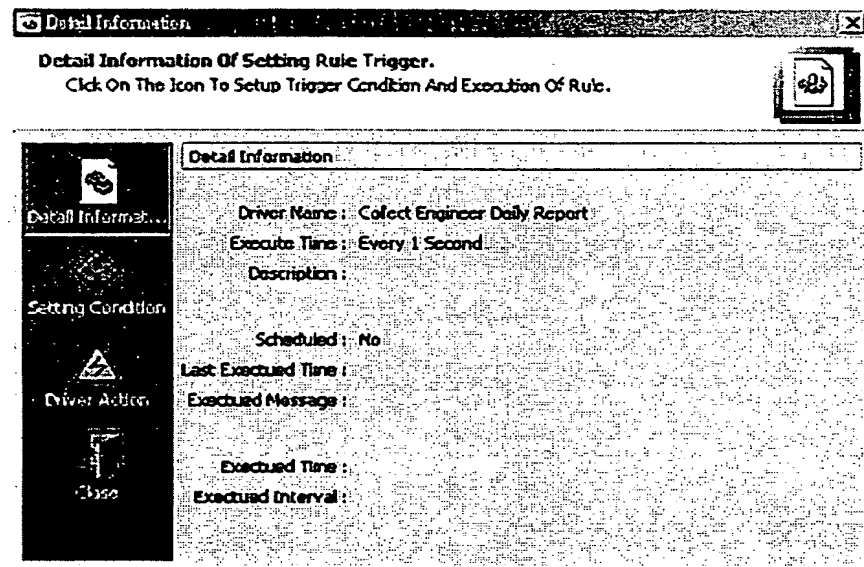 Detail Information
Detail Information Of Setting Rule Trigger.
Click On The Icon To Setup Trigger Condition And Execution Of Rule.
Detail Informat...
Setting Condition
Driver Action
Close
Detail Information
Driver Name : Collect Engineer Daily Report
Execute Time : Every 1 Second
Description :
Scheduled : No
Last Exectued Time :
Exectued Message :
Exectued Time :
Exectued Interval :